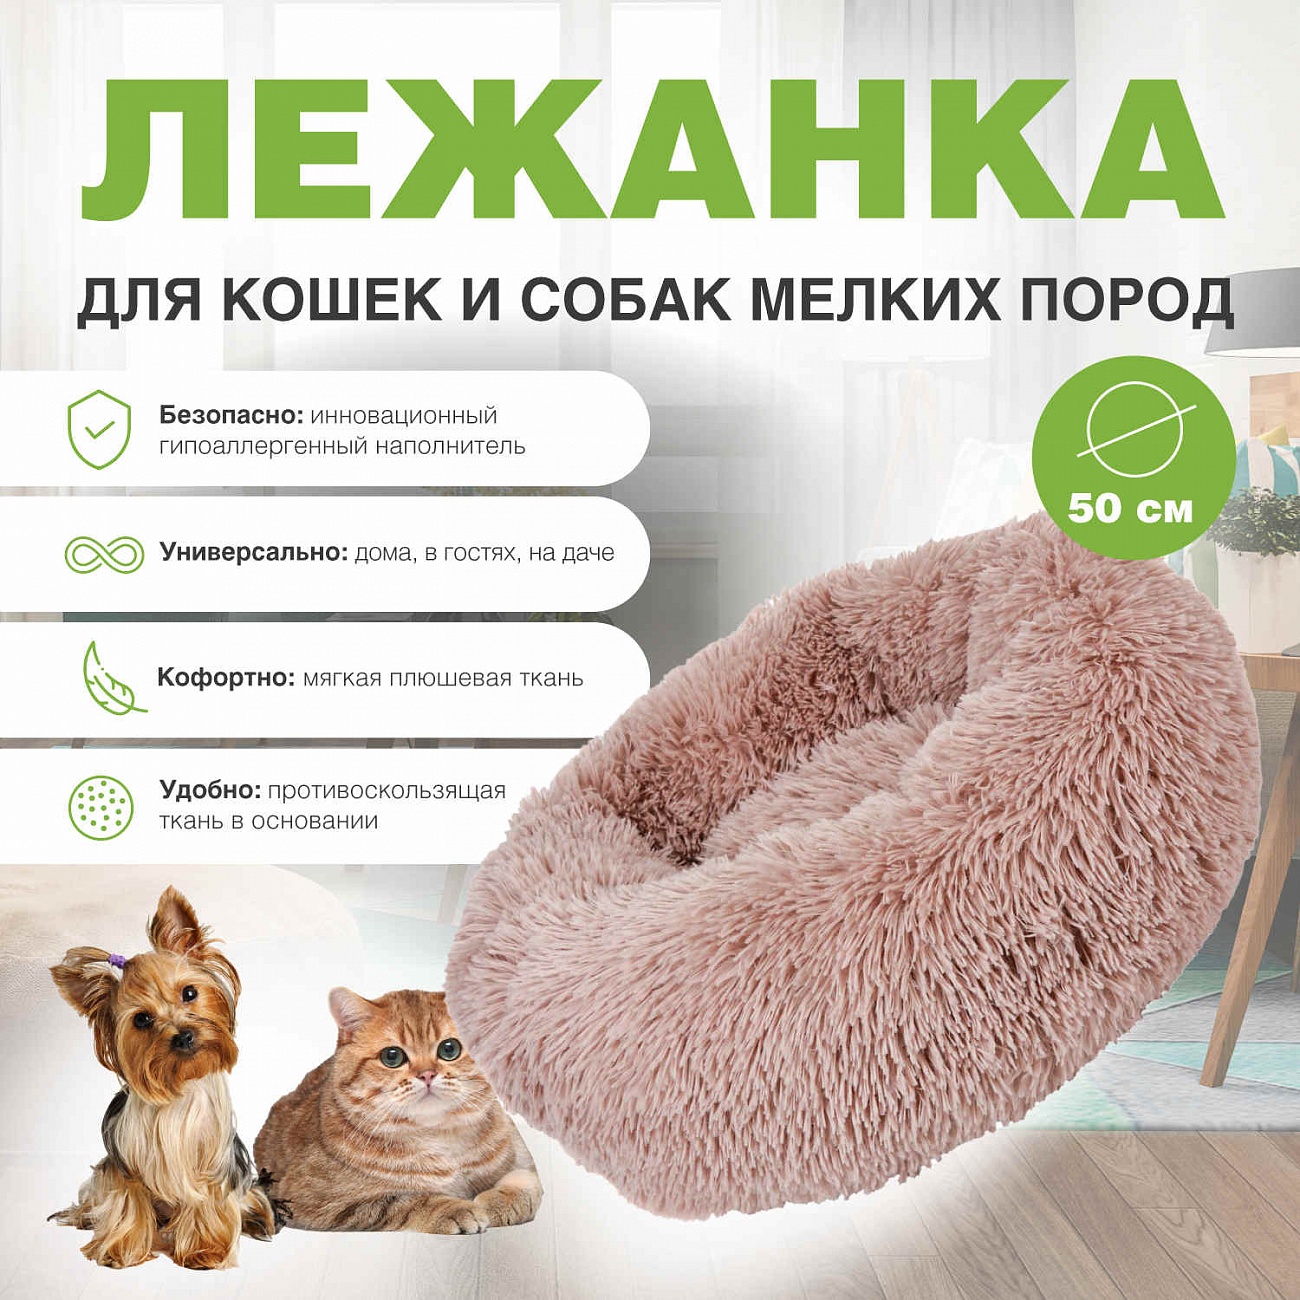 ЛЕЖАНКА
ДЛЯ КОШЕК И СОБАК МЕЛКИХ ПОРОД
Безопасно: инновационный
гипоаллергенный наполнитель
50 см
Универсально: дома, в гостях, на даче
Кофортно: мягкая плюшевая ткань
Удобно: противоскользящая
ткань в основании